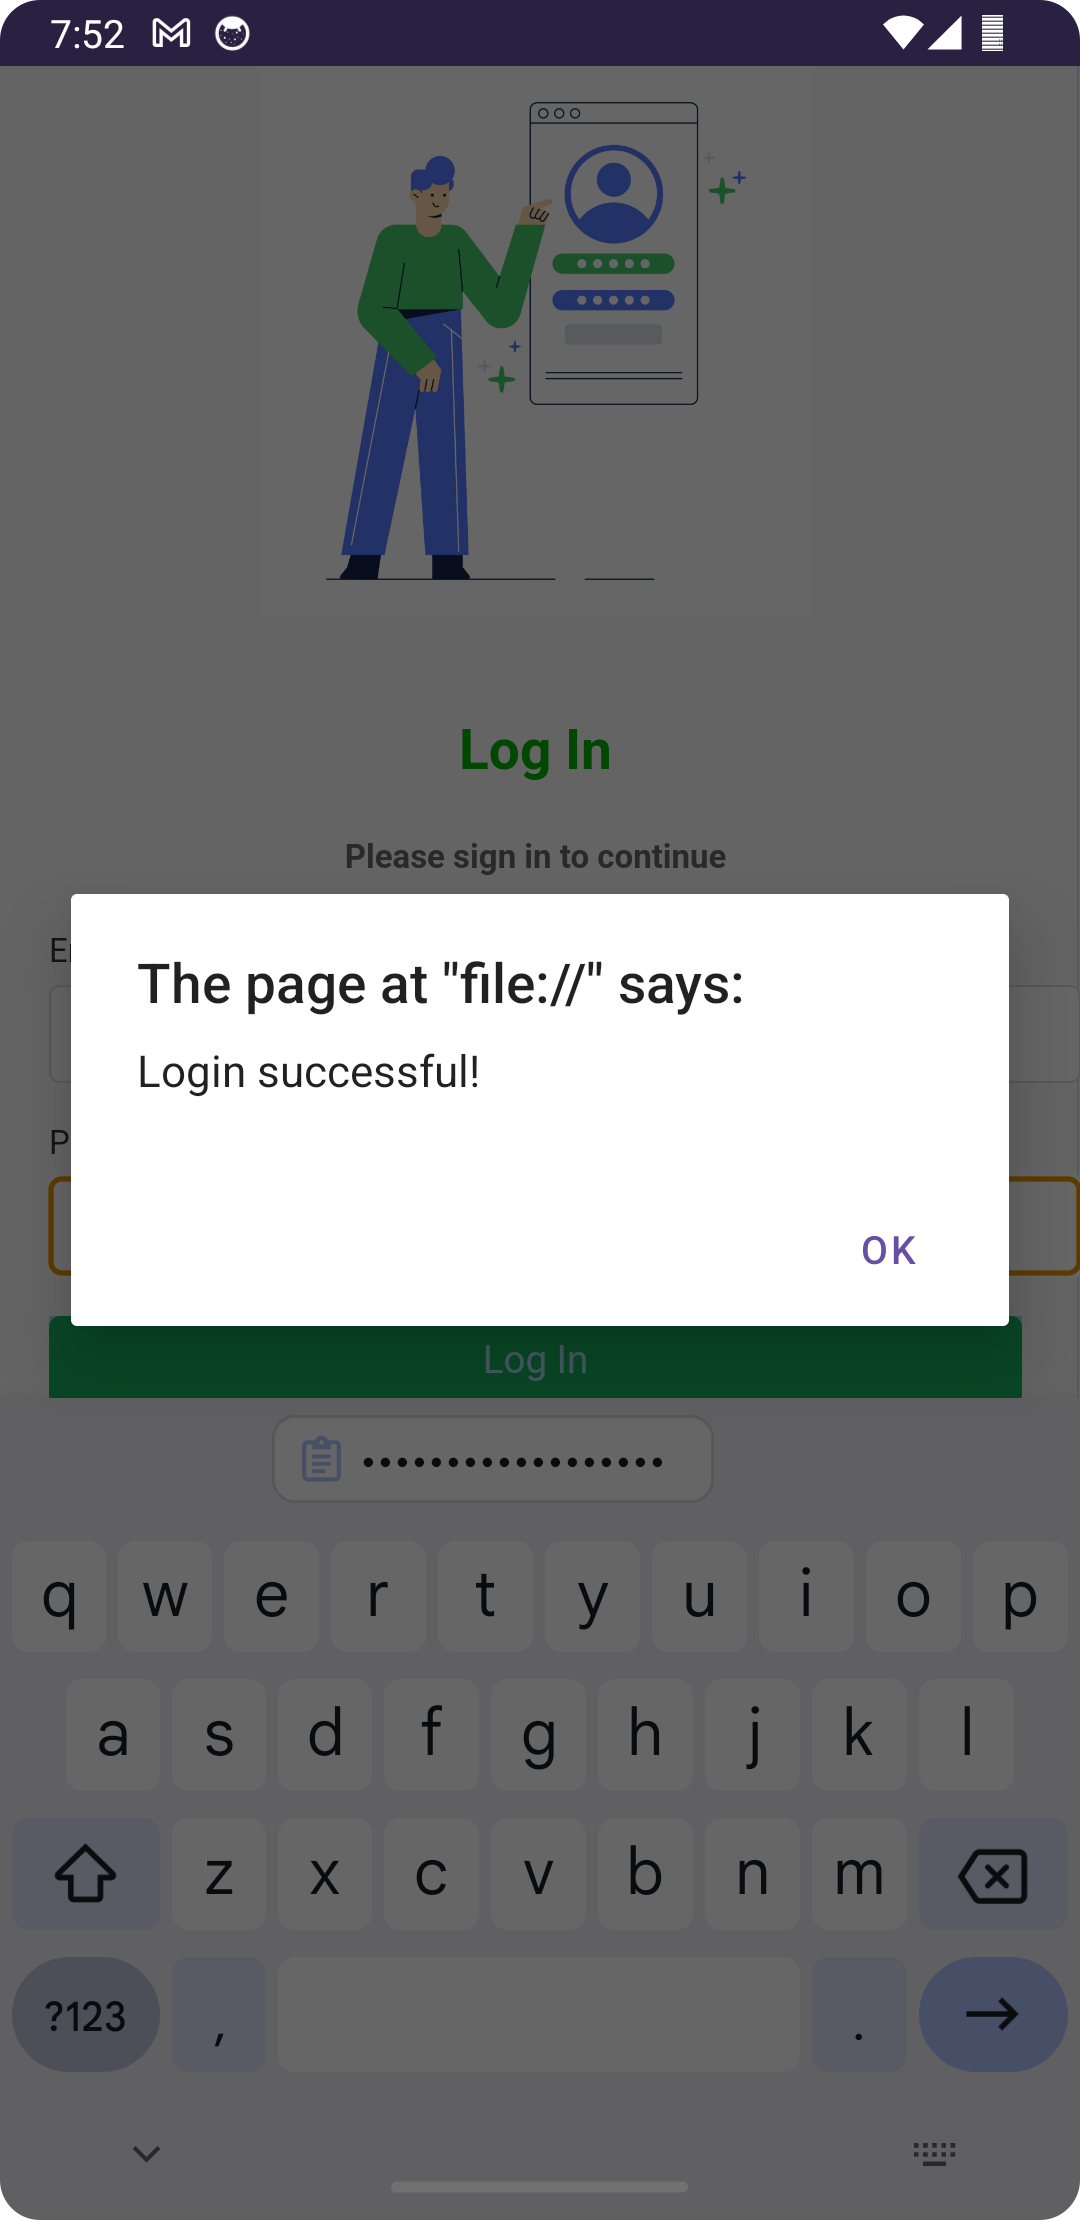 7:52
Log In
Please sign in to continue
The page at "file://" says:
Login successful!
OK
Log In
q w e r t y u i o p
a s d f g h j k l
z x c v b n m
?123 , .